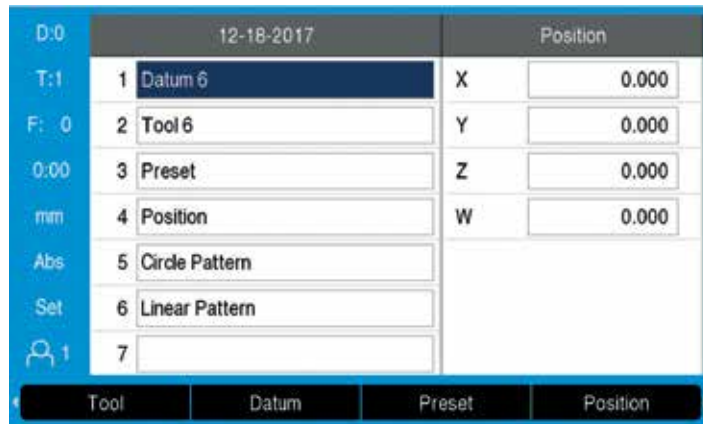 D:0 12-18-2017 Position
T:1 1 Datum 6 X 0.000
F: 0 2 Tool 6 Y 0.000
0:00 3 Preset Z 0.000
mm 4 Position W 0.000
Abs 5 Circle Pattern
Set 6 Linear Pattern
1 7
Tool Datum Preset Position